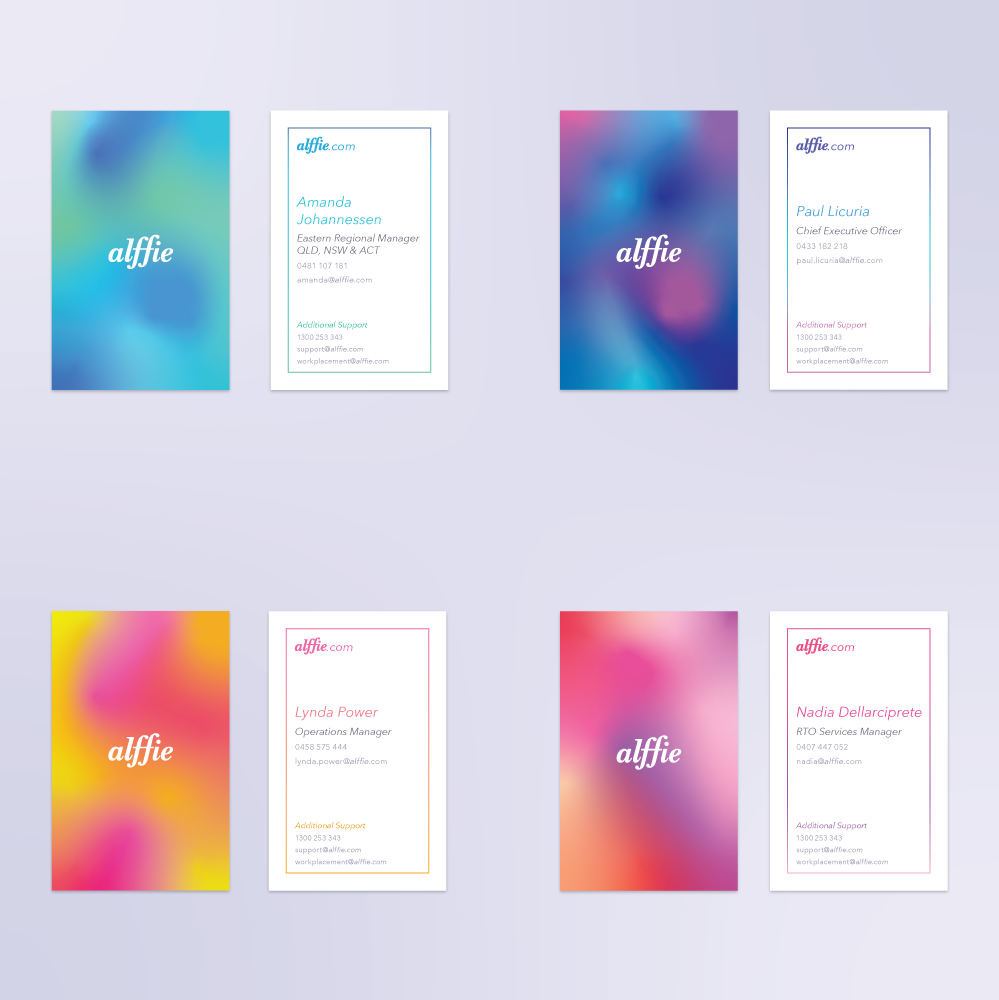 alffie
alffie.com
Amanda
Johannessen
Eastern Regional Manager
QLD, NSW & ACT
0481 107 181
amanda@alffie.com
Additional Support
1300 253 343
support@alffie.com
workplacement@alffie.com
alffie
alffie.com
Paul Licuria
Chief Executive Officer
0433 182 218
paul.licuria@alffie.com
Additional Support
1300 253 343
support@alffie.com
workplacement@alffie.com
alffie
alffie.com
Lynda Power
Operations Manager
0458 575 444
lynda.power@alffie.com
Additional Support
1300 253 343
support@alffie.com
workplacement@alffie.com
alffie
alffie.com
Nadia Dellarciprete
RTO Services Manager
0407 447 052
nadia@alffie.com
Additional Support
1300 253 343
support@alffie.com
workplacement@alffie.com